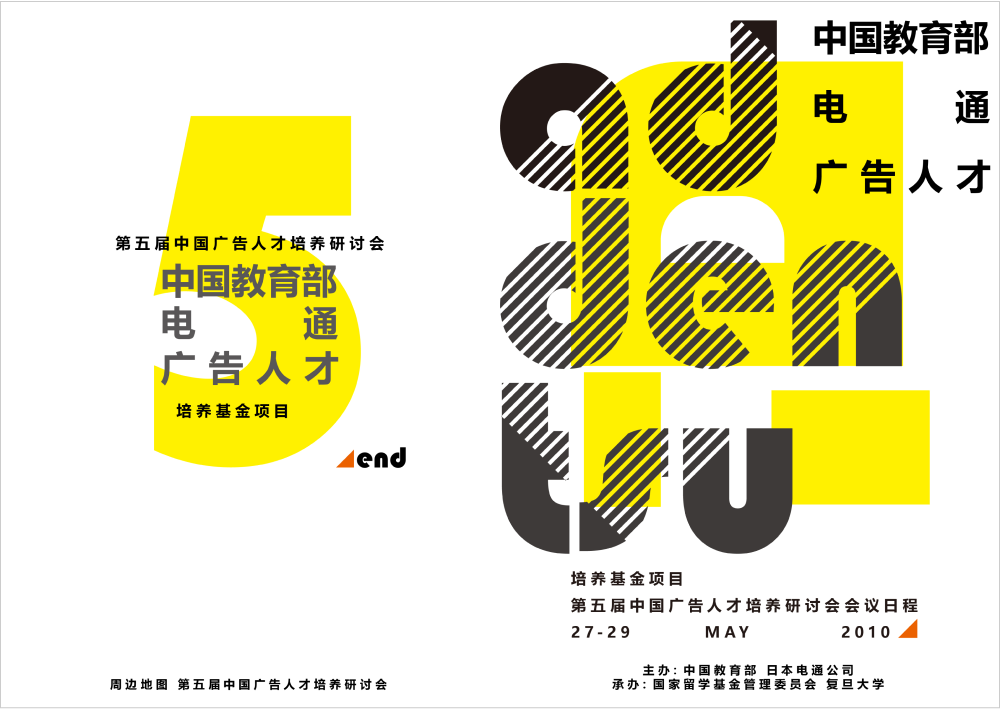 5
第五届中国广告人才培养研讨会
中国教育部
电 通
广告人才
培养基金项目
end
周边地图 第五届中国广告人才培养研讨会
中国教育部
电 通
广告人才
ad
den
tsu
培养基金项目
第五届中国广告人才培养研讨会会议日程
27-29 MAY 2010
主办: 中国教育部 日本电通公司
承办: 国家留学基金管理委员会 复旦大学